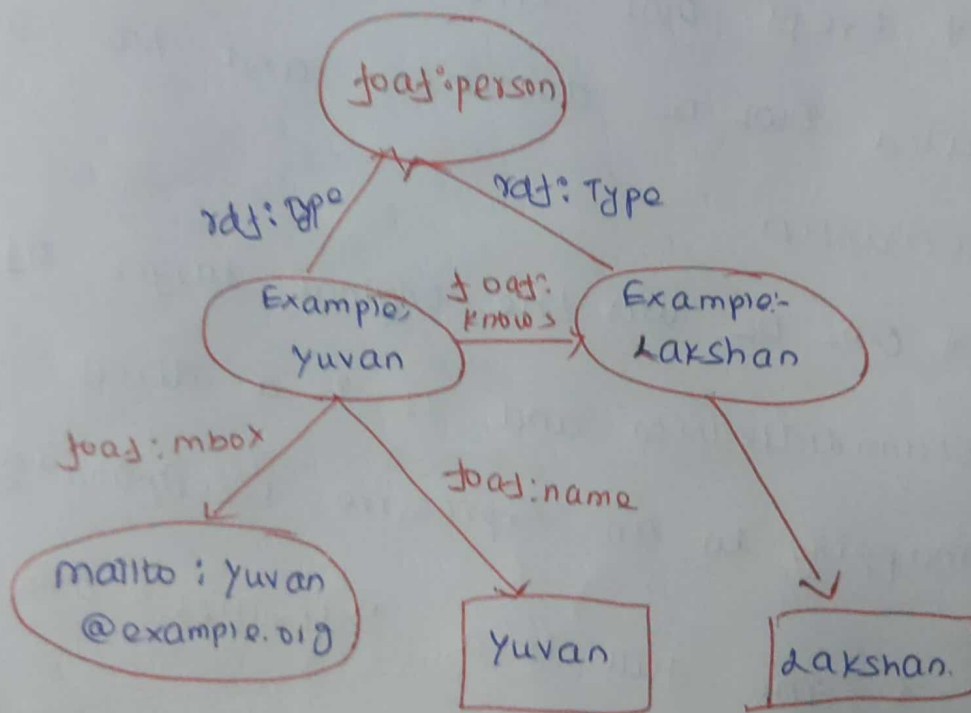 foaf:person
rdf:Type
rdf:Type
Example:
yuvan
foaf:
knows
Example:-
Lakshan
foaf:mbox
foaf:name
mailto: yuvan
@example.org
yuvan
Lakshan.